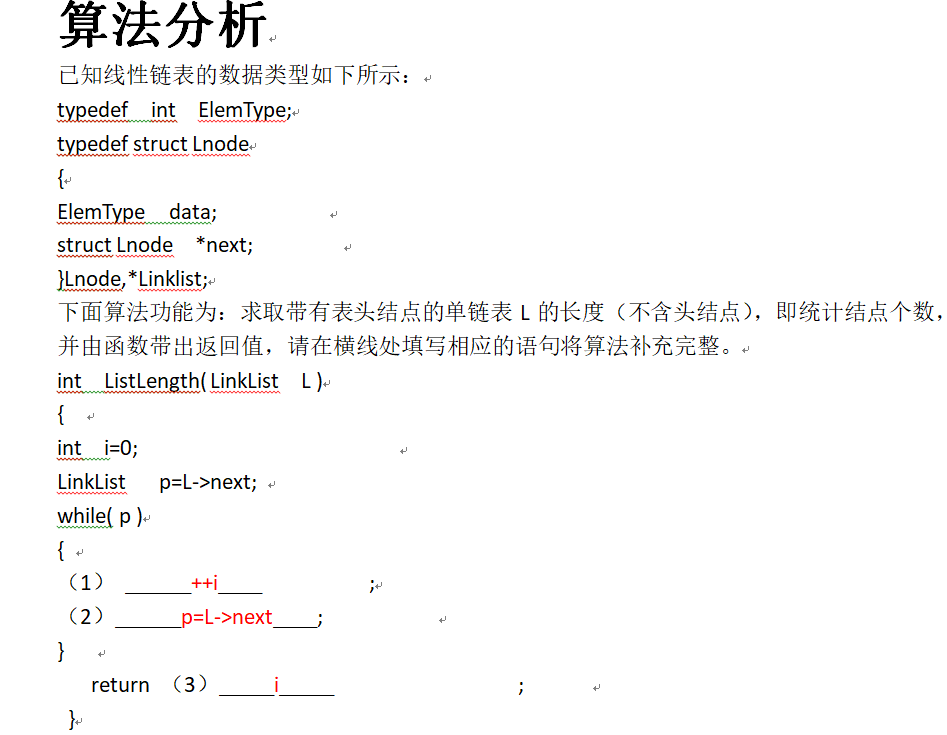 算法分析
已知线性链表的数据类型如下所示：
typedef int ElemType;
typedef struct Lnode
{
ElemType data;
struct Lnode *next;
}Lnode,*Linklist;
下面算法功能为：求取带有表头结点的单链表 L 的长度（不含头结点），即统计结点个数，
并由函数带出返回值，请在横线处填写相应的语句将算法补充完整。
int ListLength( LinkList L )
{
int i=0;
LinkList p=L->next;
while( p )
{
（1） ______++i____ ;
（2）______p=L->next____;
}
return （3）_____i_____ ;
}